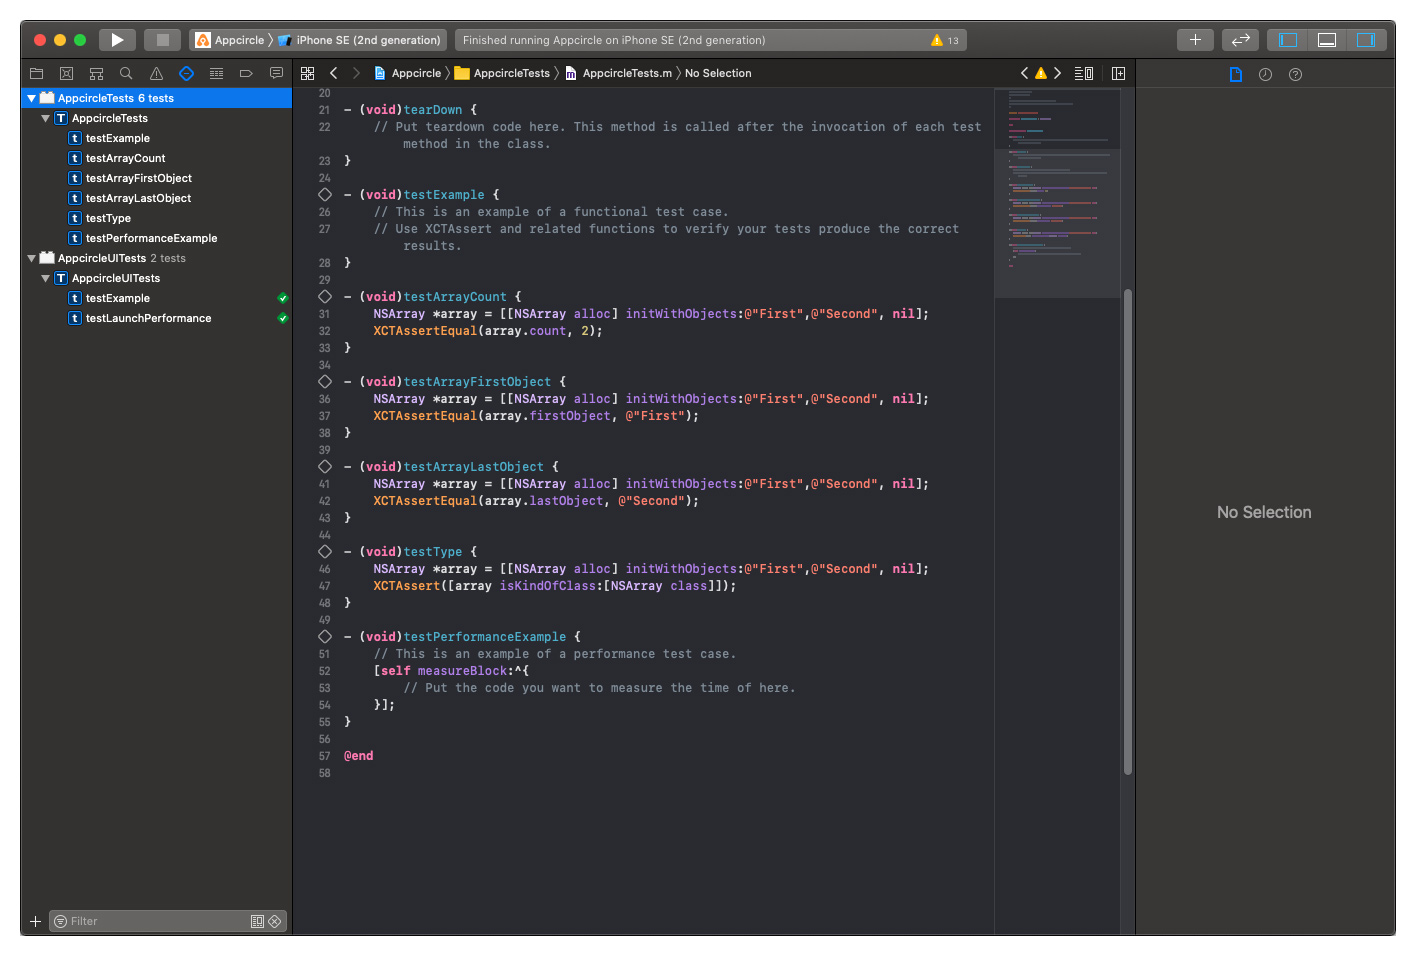 Appcircle 〉 iPhone SE (2nd generation)
Finished running Appcircle on iPhone SE (2nd generation)
13
Appcircle 〉 AppcircleTests 〉 AppcircleTests.m 〉 No Selection
AppcircleTests 6 tests
T AppcircleTests
t testExample
t testArrayCount
t testArrayFirstObject
t testArrayLastObject
t testType
t testPerformanceExample
AppcircleUITests 2 tests
T AppcircleUITests
t testExample
t testLaunchPerformance
Filter
20
21 - (void)tearDown {
22 // Put teardown code here. This method is called after the invocation of each test
method in the class.
23 }
24
- (void)testExample {
26 // This is an example of a functional test case.
27 // Use XCTAssert and related functions to verify your tests produce the correct
results.
28 }
29
- (void)testArrayCount {
31 NSArray *array = [[NSArray alloc] initWithObjects:@"First",@"Second", nil];
32 XCTAssertEqual(array.count, 2);
33 }
34
- (void)testArrayFirstObject {
36 NSArray *array = [[NSArray alloc] initWithObjects:@"First",@"Second", nil];
37 XCTAssertEqual(array.firstObject, @"First");
38 }
39
- (void)testArrayLastObject {
41 NSArray *array = [[NSArray alloc] initWithObjects:@"First",@"Second", nil];
42 XCTAssertEqual(array.lastObject, @"Second");
43 }
44
- (void)testType {
46 NSArray *array = [[NSArray alloc] initWithObjects:@"First",@"Second", nil];
47 XCTAssert([array isKindOfClass:[NSArray class]]);
48 }
49
- (void)testPerformanceExample {
51 // This is an example of a performance test case.
52 [self measureBlock:^{
53 // Put the code you want to measure the time of here.
54 }];
55 }
56
57 @end
58
No Selection